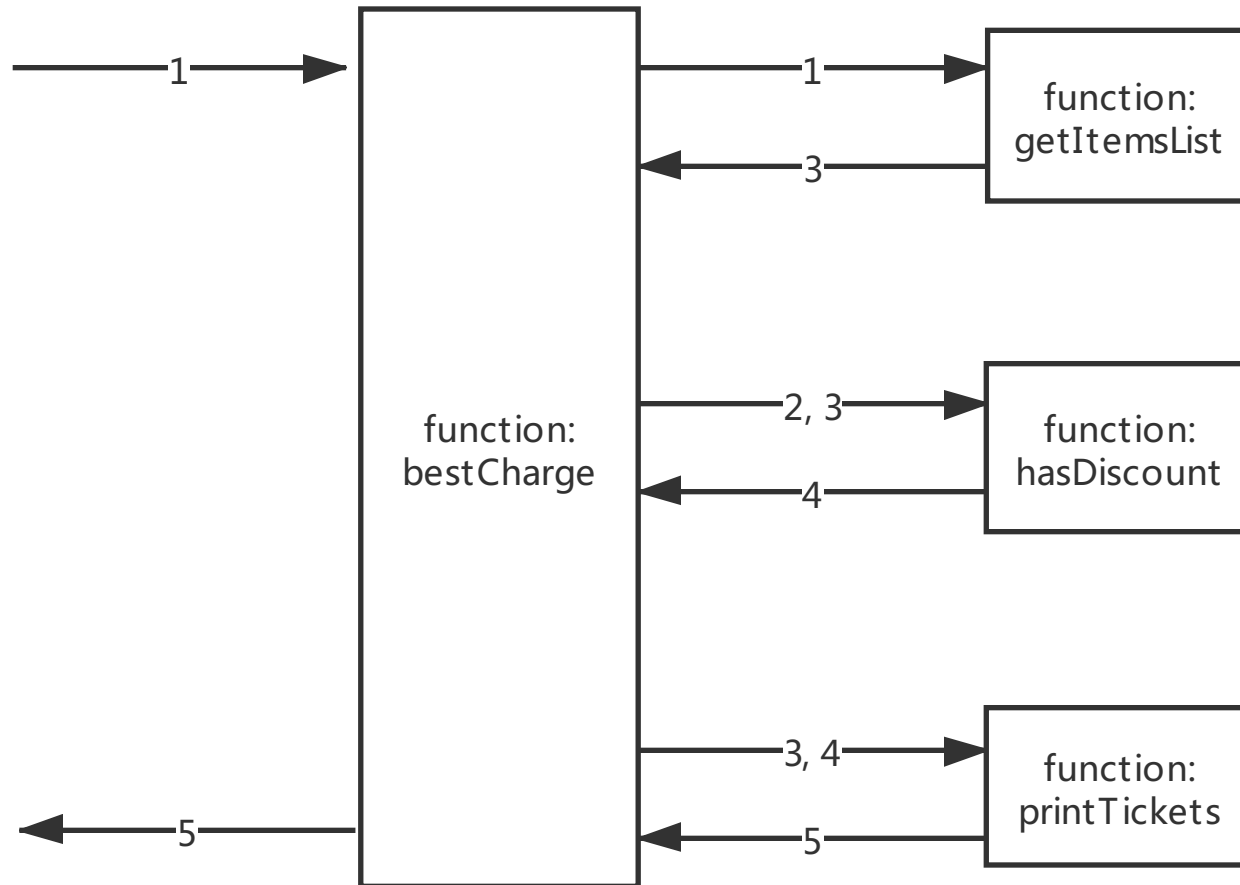 1
1
function:
getItemsList
3
function:
bestCharge
2, 3
function:
hasDiscount
4
3, 4
function:
printTickets
5
5